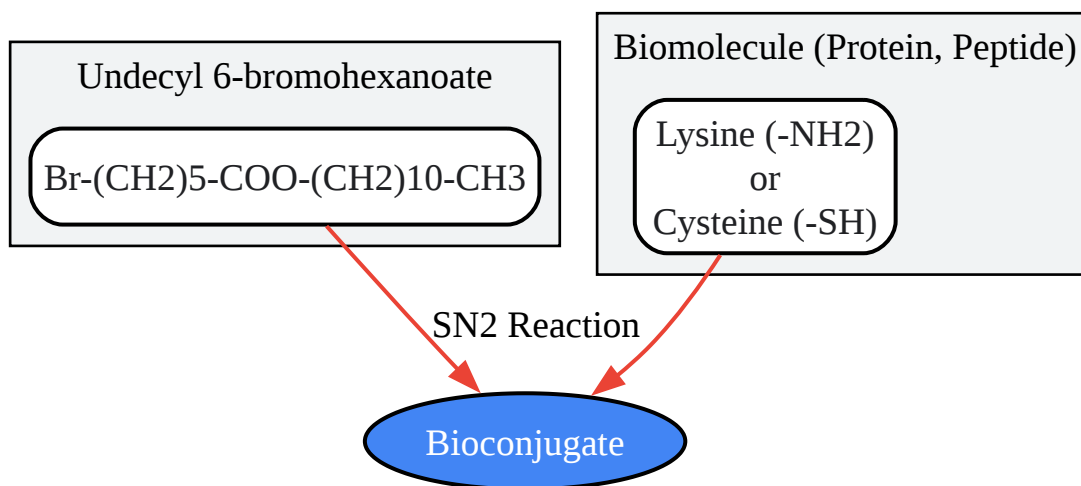 Undecyl 6-bromohexanoate
Br-(CH2)5-COO-(CH2)10-CH3
Biomolecule (Protein, Peptide)
Lysine (-NH2)
or
Cysteine (-SH)
SN2 Reaction
Bioconjugate